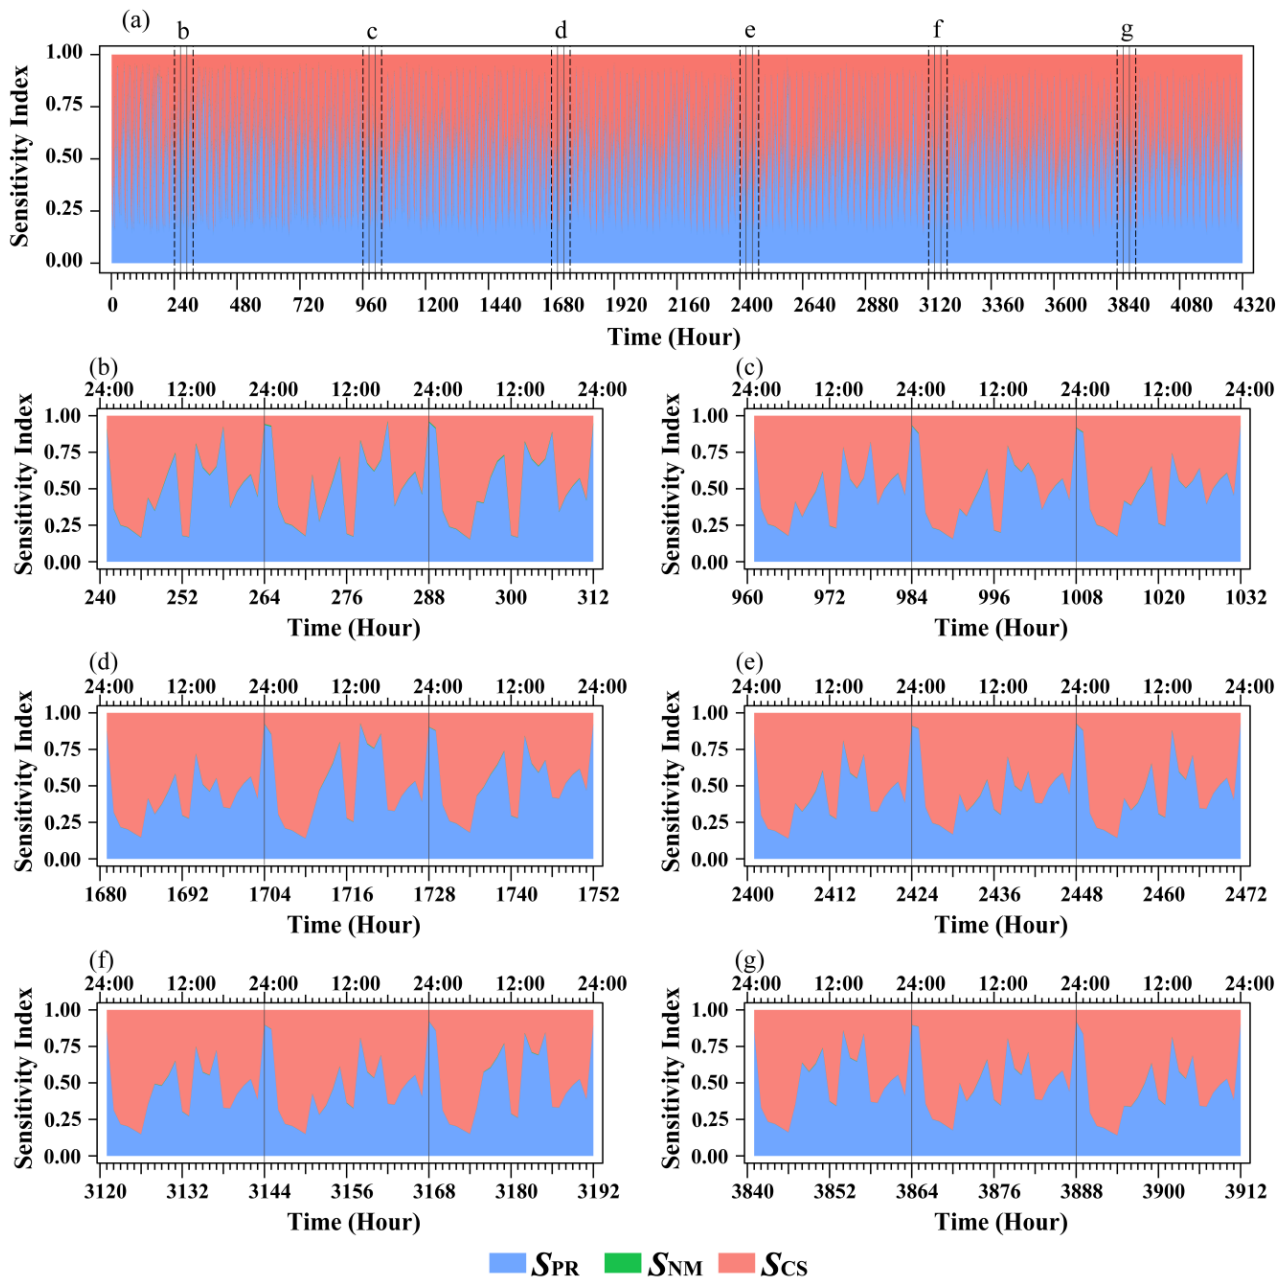 (a)
b c d e f g
1.00
0.75
0.50
0.25
0.00
Sensitivity Index
0 240 480 720 960 1200 1440 1680 1920 2160 2400 2640 2880 3120 3360 3600 3840 4080 4320
Time (Hour)
(b)
24:00 12:00 24:00 12:00 24:00 12:00 24:00
1.00
0.75
0.50
0.25
0.00
Sensitivity Index
240 252 264 276 288 300 312
Time (Hour)
(c)
24:00 12:00 24:00 12:00 24:00 12:00 24:00
1.00
0.75
0.50
0.25
0.00
Sensitivity Index
960 972 984 996 1008 1020 1032
Time (Hour)
(d)
24:00 12:00 24:00 12:00 24:00 12:00 24:00
1.00
0.75
0.50
0.25
0.00
Sensitivity Index
1680 1692 1704 1716 1728 1740 1752
Time (Hour)
(e)
24:00 12:00 24:00 12:00 24:00 12:00 24:00
1.00
0.75
0.50
0.25
0.00
Sensitivity Index
2400 2412 2424 2436 2448 2460 2472
Time (Hour)
(f)
24:00 12:00 24:00 12:00 24:00 12:00 24:00
1.00
0.75
0.50
0.25
0.00
Sensitivity Index
3120 3132 3144 3156 3168 3180 3192
Time (Hour)
(g)
24:00 12:00 24:00 12:00 24:00 12:00 24:00
1.00
0.75
0.50
0.25
0.00
Sensitivity Index
3840 3852 3864 3876 3888 3900 3912
Time (Hour)
SPR SNM SCS